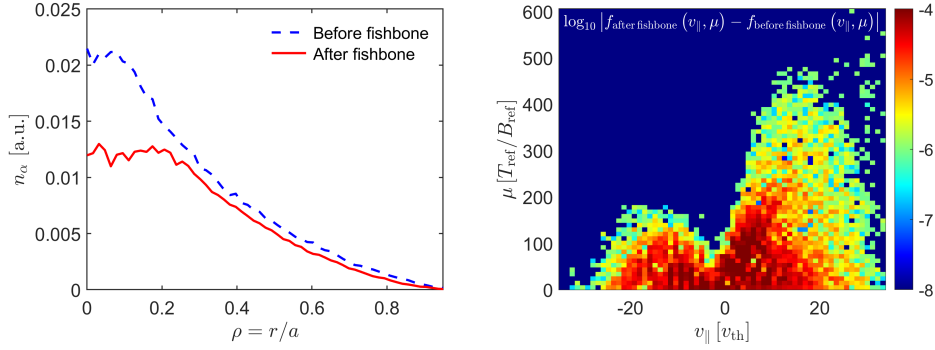 0.025
0.02
0.015
0.01
0.005
0
n_α [a.u.]
Before fishbone
After fishbone
0 0.2 0.4 0.6 0.8
ρ = r/a
600
500
400
300
200
100
0
μ [T_ref/B_ref]
log₁₀ |f_after fishbone (v_∥, μ) − f_before fishbone (v_∥, μ)|
-20 0 20
v_∥ [v_th]
-4
-5
-6
-7
-8